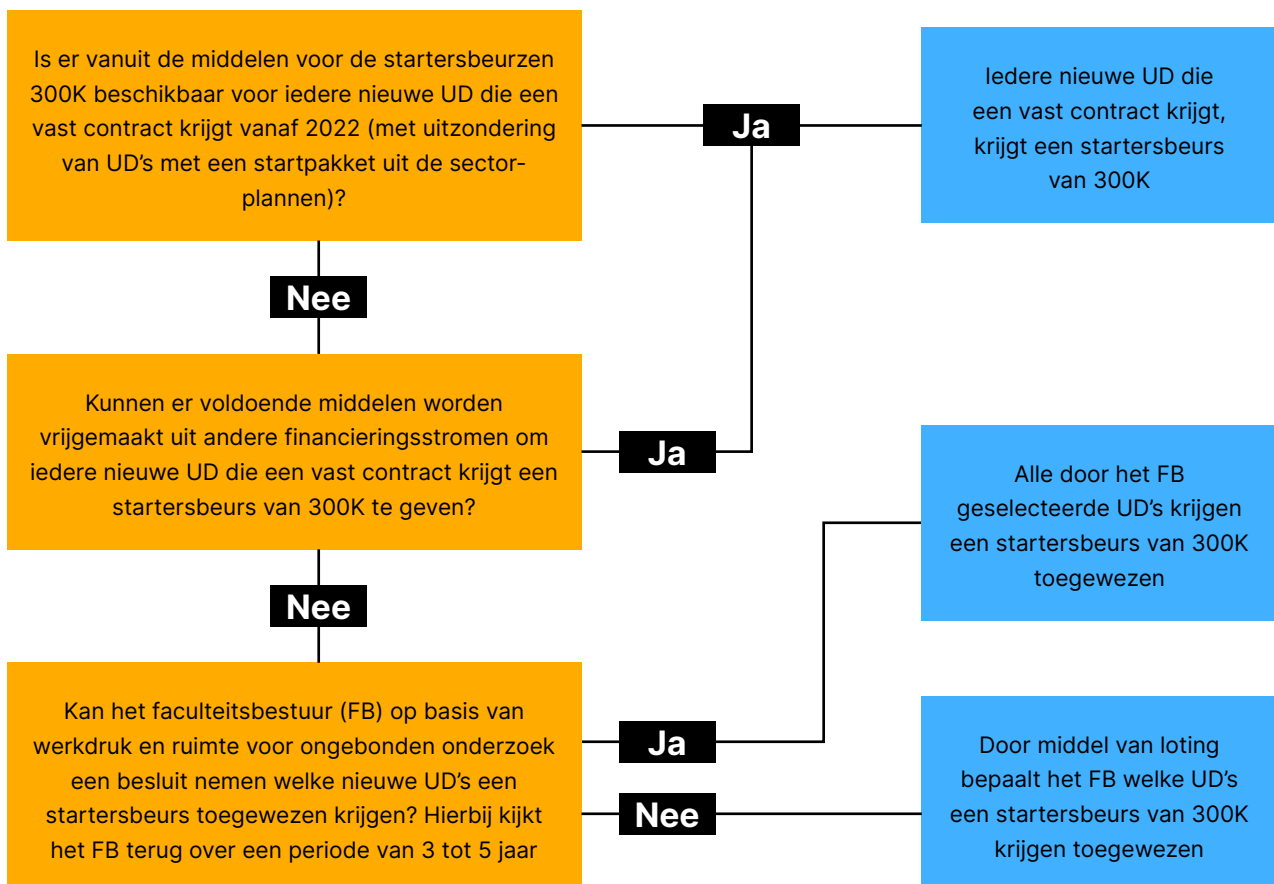 Is er vanuit de middelen voor de startersbeurzen
300K beschikbaar voor iedere nieuwe UD die een
vast contract krijgt vanaf 2022 (met uitzondering
van UD’s met een startpakket uit de sector-
plannen)?
Ja
Iedere nieuwe UD die
een vast contract krijgt,
krijgt een startersbeurs
van 300K
Nee
Kunnen er voldoende middelen worden
vrijgemaakt uit andere financieringsstromen om
iedere nieuwe UD die een vast contract krijgt een
startersbeurs van 300K te geven?
Ja
Nee
Kan het faculteitsbestuur (FB) op basis van
werkdruk en ruimte voor ongebonden onderzoek
een besluit nemen welke nieuwe UD’s een
startersbeurs toegewezen krijgen? Hierbij kijkt
het FB terug over een periode van 3 tot 5 jaar
Ja
Alle door het FB
geselecteerde UD’s krijgen
een startersbeurs van 300K
toegewezen
Nee
Door middel van loting
bepaalt het FB welke UD’s
een startersbeurs van 300K
krijgen toegewezen